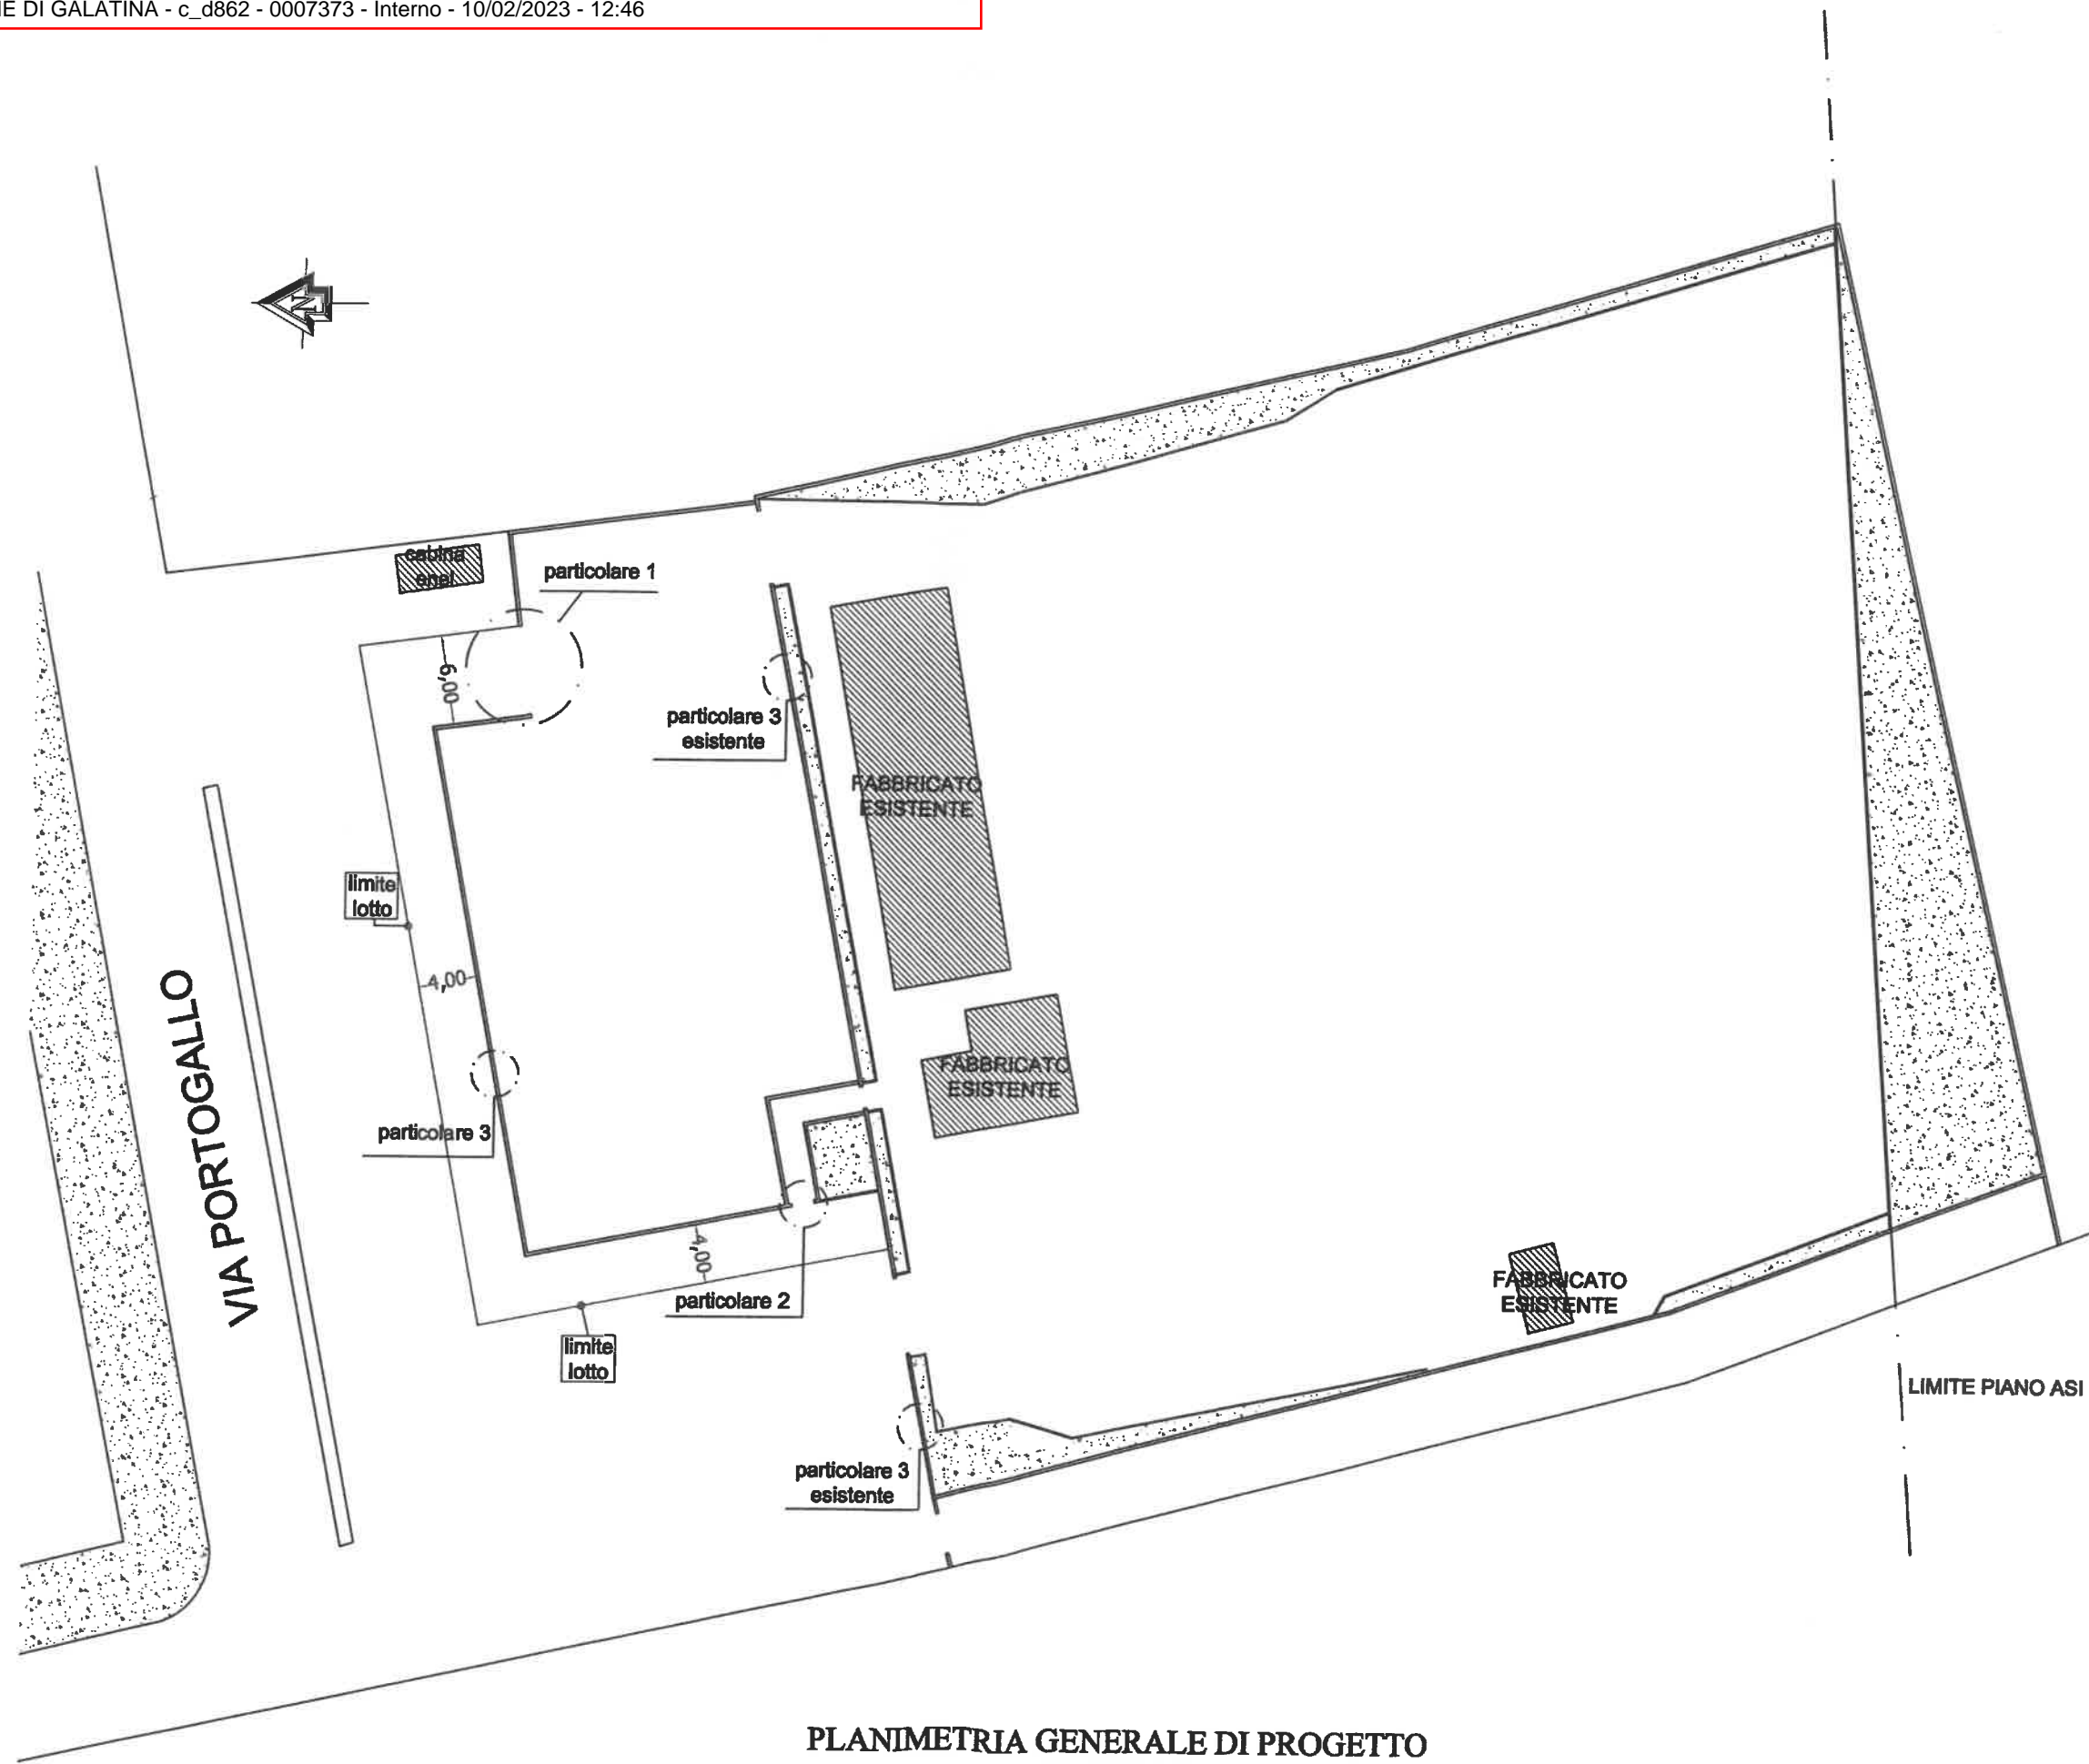 DI GALATINA - c_d862 - 0007373 - Interno - 10/02/2023 - 12:46
N
cabina
enel
particolare 1
6,00
particolare 3
esistente
FABBRICATO
ESISTENTE
limite
lotto
4,00
VIA PORTOGALLO
FABBRICATO
ESISTENTE
particolare 3
4,00
particolare 2
limite
lotto
FABBRICATO
ESISTENTE
LIMITE PIANO ASI
particolare 3
esistente
PLANIMETRIA GENERALE DI PROGETTO